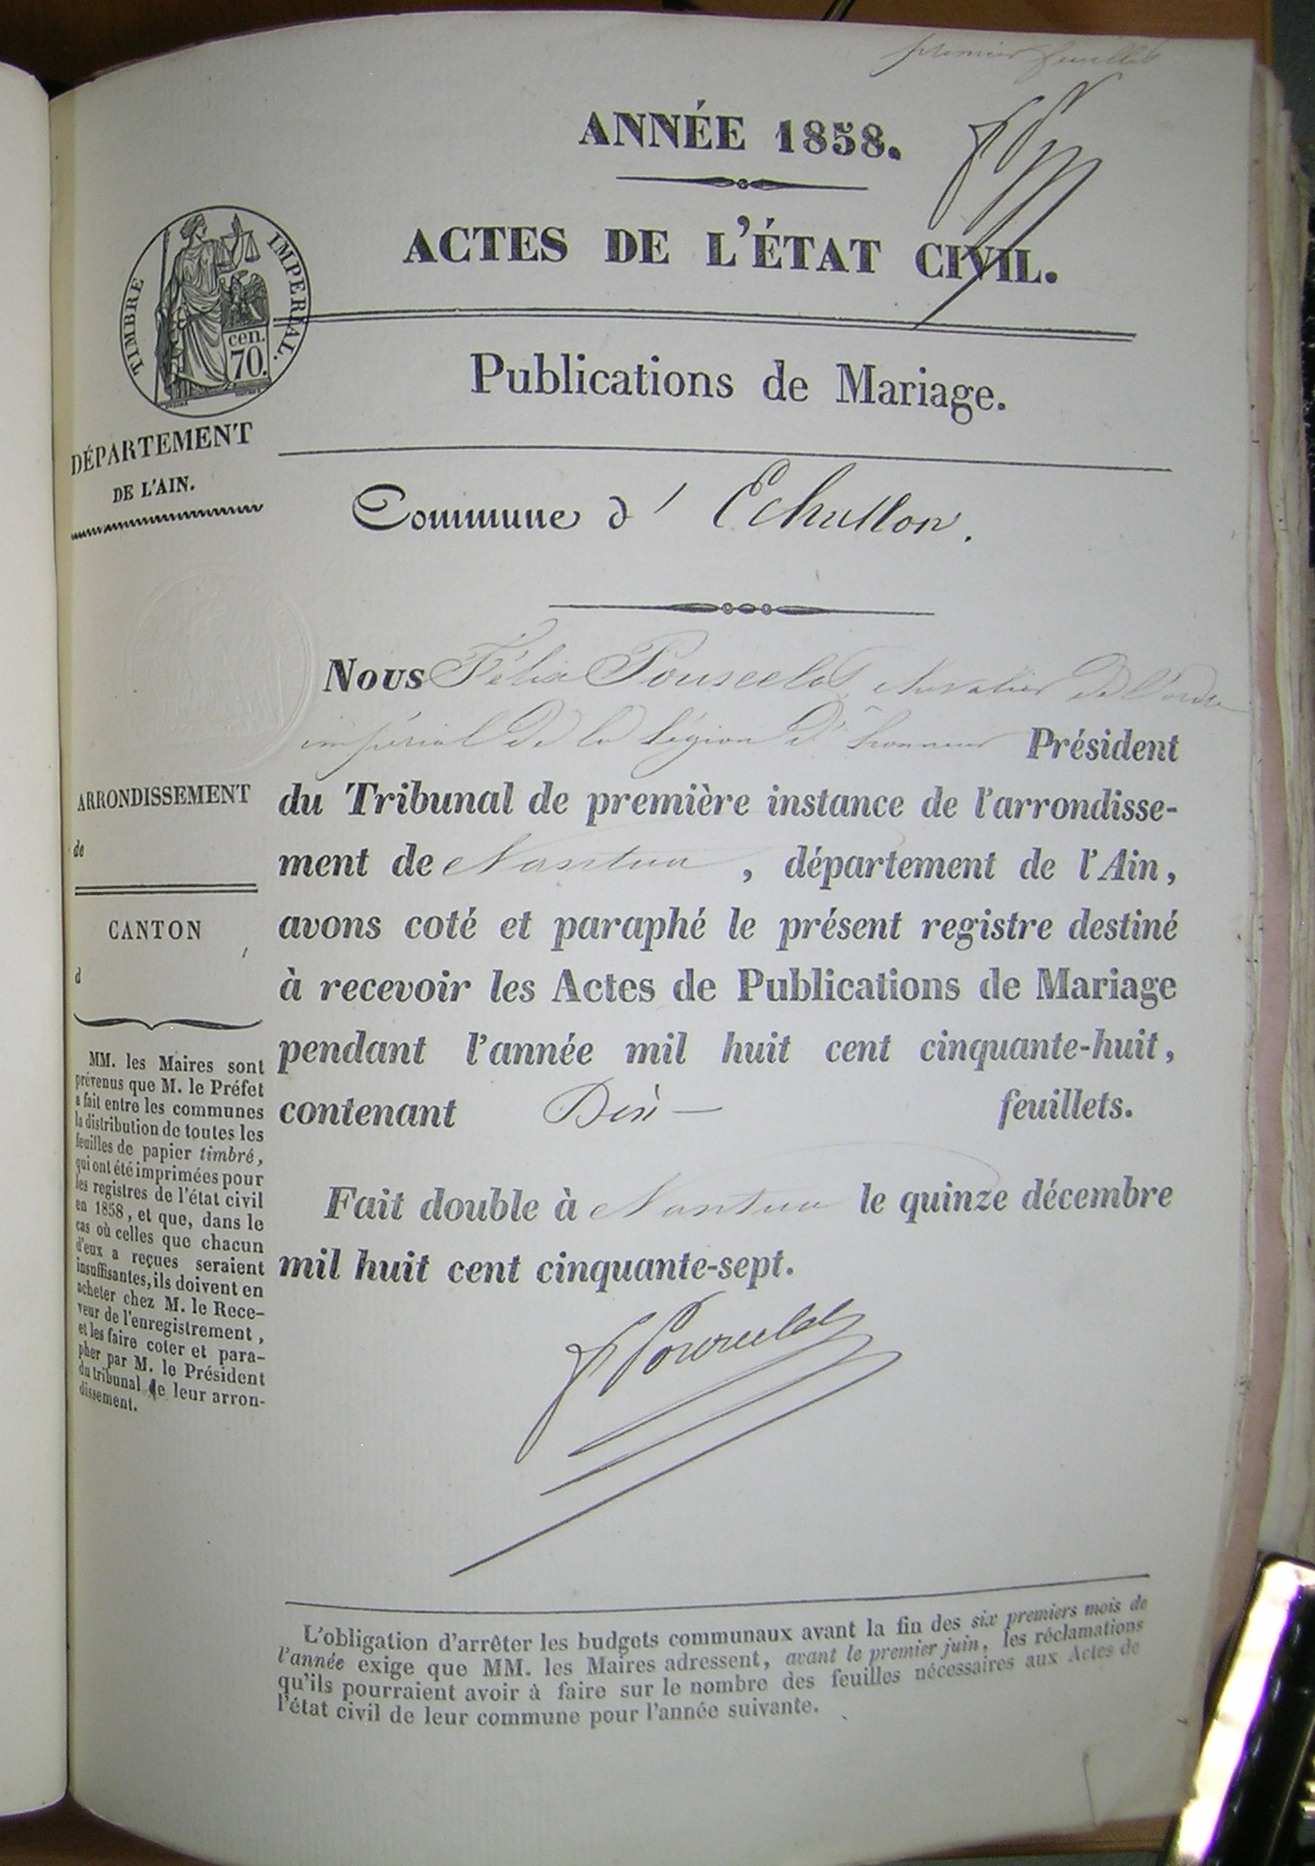 premier feuillet
ANNÉE 1858.
ACTES DE L'ÉTAT CIVIL.
TIMBRE IMPERIAL.
cen.
70.
Publications de Mariage.
DÉPARTEMENT
DE L'AIN.
Commune d' Echallon.
Nous Félix chevalier de l'ordre
impérial de la légion d'honneur Président
du Tribunal de première instance de l'arrondisse-
ment de Nantua, département de l'Ain,
avons coté et paraphé le présent registre destiné
à recevoir les Actes de Publications de Mariage
pendant l'année mil huit cent cinquante-huit,
contenant Dix — feuillets.
Fait double à Nantua le quinze décembre
mil huit cent cinquante-sept.
ARRONDISSEMENT
de
CANTON
d
MM. les Maires sont
prévenus que M. le Préfet
a fait entre les communes
la distribution de toutes les
feuilles de papier timbré,
qui ont été imprimées pour
les registres de l'état civil
en 1858, et que, dans le
cas où celles que chacun
d'eux a reçues seraient
insuffisantes, ils doivent en
acheter chez M. le Rece-
veur de l'enregistrement,
et les faire coter et para-
pher par M. le Président
du tribunal de leur arron-
dissement.
L'obligation d'arrêter les budgets communaux avant la fin des six premiers mois de
l'année exige que MM. les Maires adressent, avant le premier juin, les réclamations
qu'ils pourraient avoir à faire sur le nombre des feuilles nécessaires aux Actes de
l'état civil de leur commune pour l'année suivante.